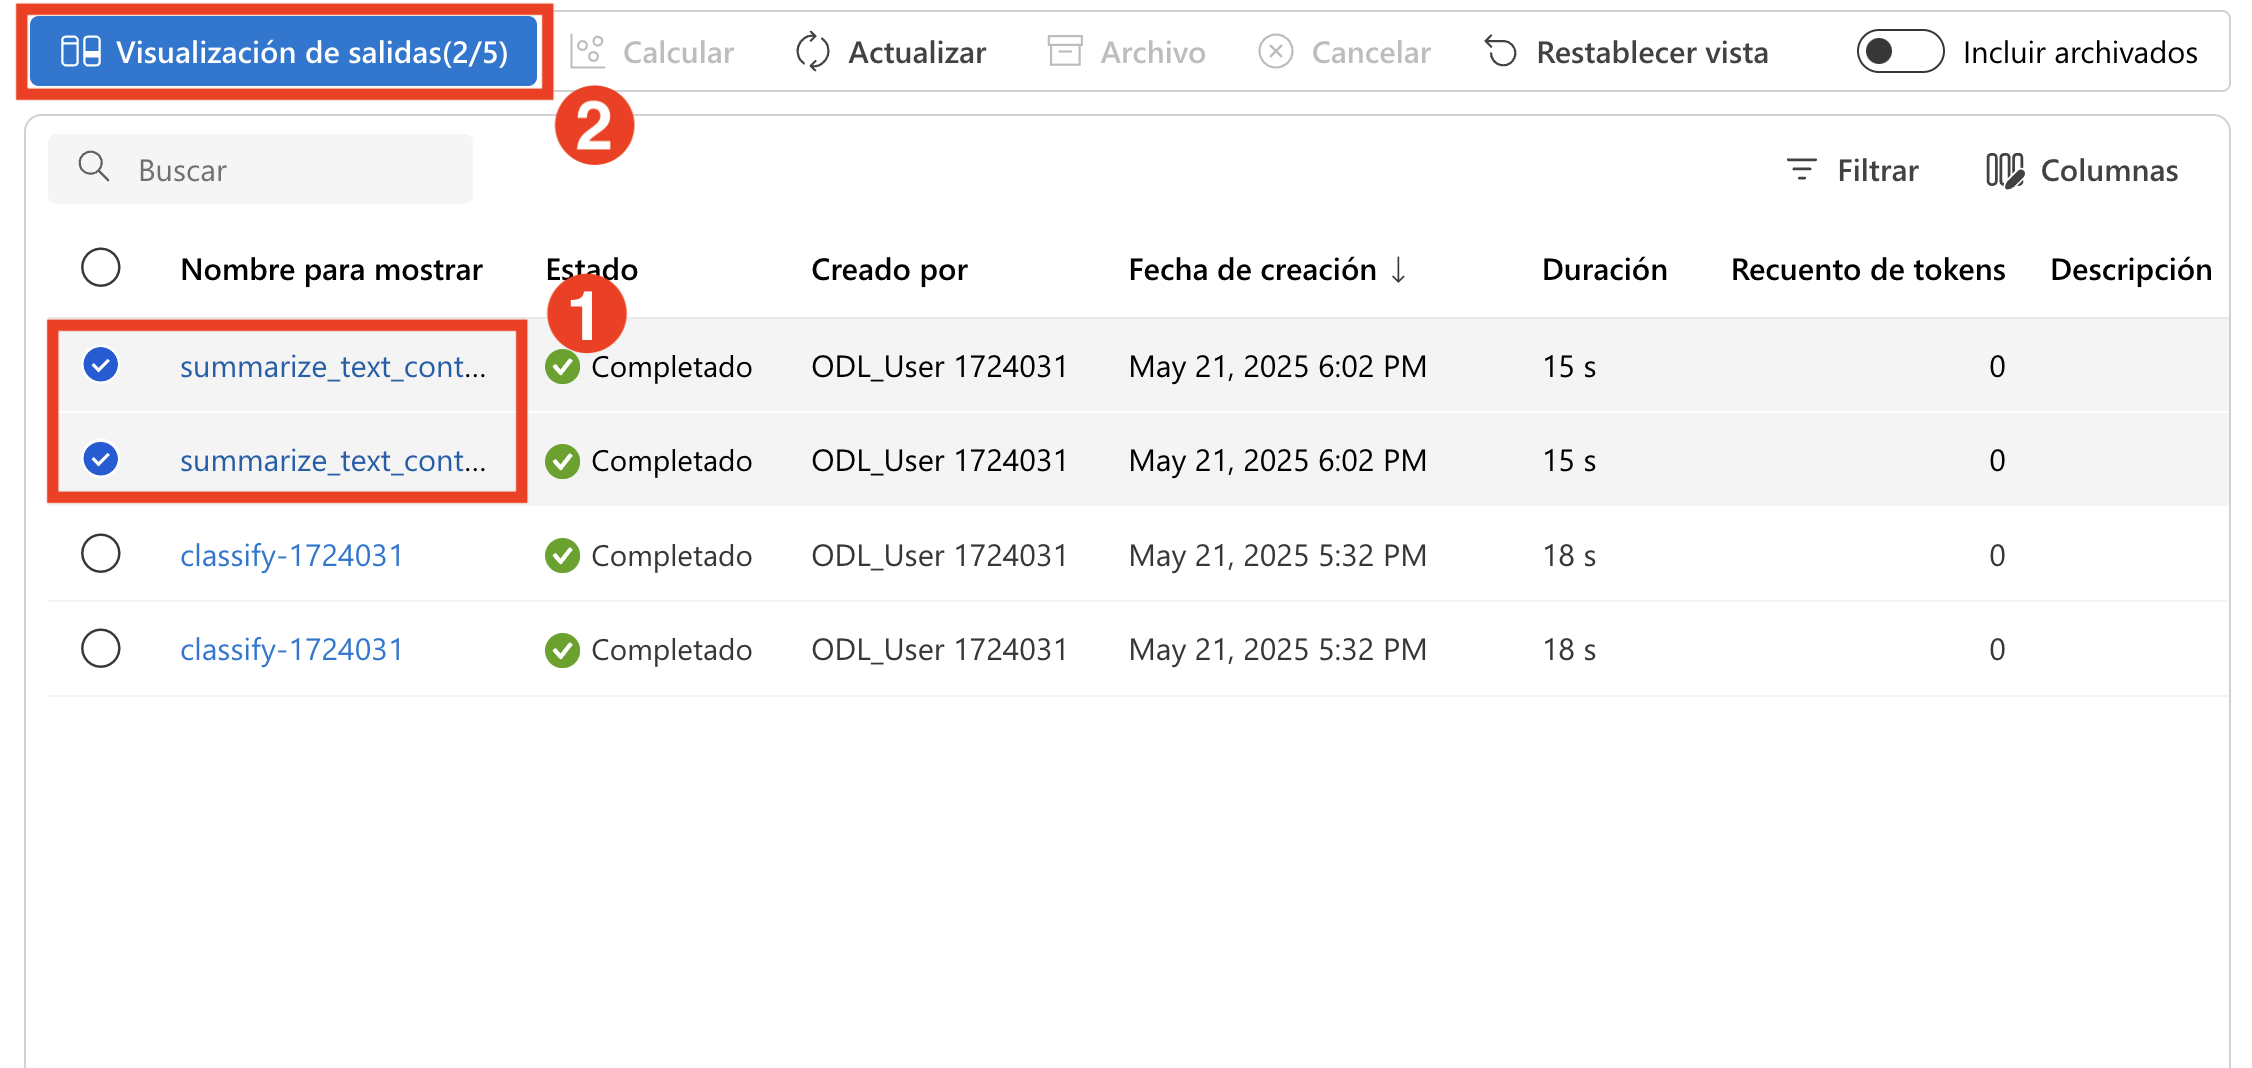 Visualización de salidas(2/5) Calcular Actualizar Archivo Cancelar Restablecer vista Incluir archivados
2
Buscar Filtrar Columnas
Nombre para mostrar Estado Creado por Fecha de creación ↓ Duración Recuento de tokens Descripción
1
summarize_text_cont... Completado ODL_User 1724031 May 21, 2025 6:02 PM 15 s 0
summarize_text_cont... Completado ODL_User 1724031 May 21, 2025 6:02 PM 15 s 0
classify-1724031 Completado ODL_User 1724031 May 21, 2025 5:32 PM 18 s 0
classify-1724031 Completado ODL_User 1724031 May 21, 2025 5:32 PM 18 s 0